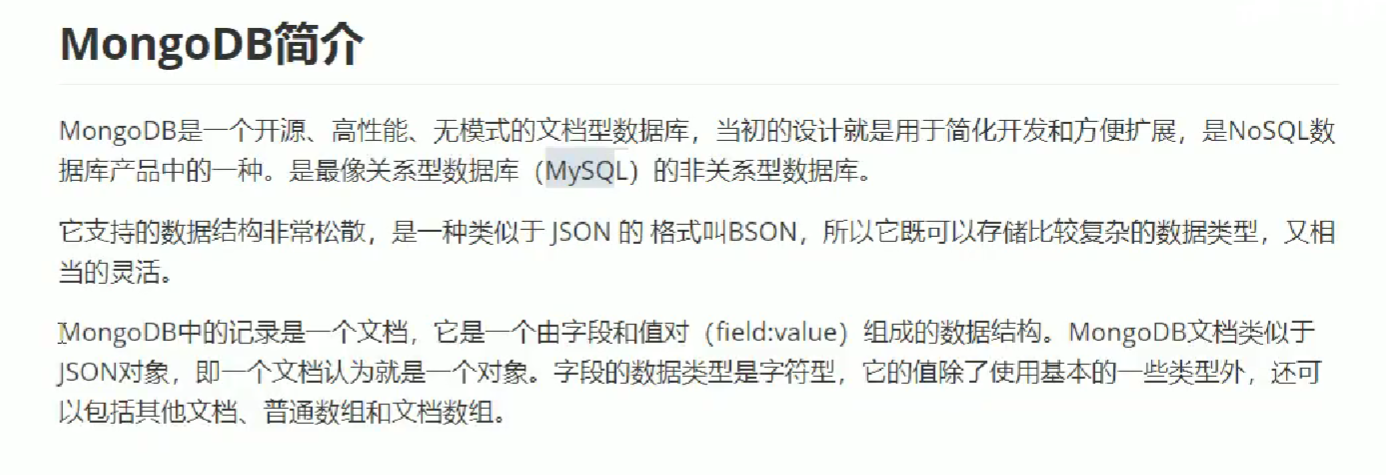 MongoDB简介
MongoDB是一个开源、高性能、无模式的文档型数据库，当初的设计就是用于简化开发和方便扩展，是NoSQL数
据库产品中的一种。是最像关系型数据库（MySQL）的非关系型数据库。
它支持的数据结构非常松散，是一种类似于 JSON 的 格式叫BSON，所以它既可以存储比较复杂的数据类型，又相
当的灵活。
MongoDB中的记录是一个文档，它是一个由字段和值对（field:value）组成的数据结构。MongoDB文档类似于
JSON对象，即一个文档认为就是一个对象。字段的数据类型是字符型，它的值除了使用基本的一些类型外，还可
以包括其他文档、普通数组和文档数组。